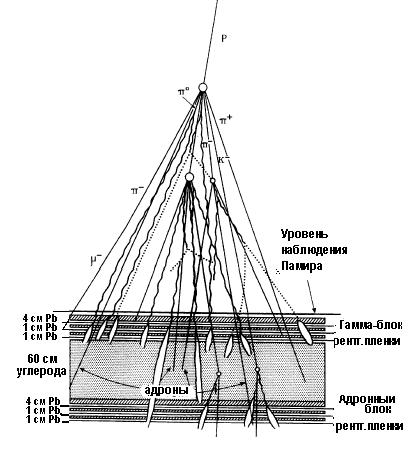 P
π°
π⁺
π⁻
K⁻
π⁻
μ⁻
Уровень
наблюдения
Памира
4 см Pb
1 см Pb
1 см Pb
Гамма-блок
рентг.пленки
60 см
углерода
адроны
4 см Pb
1 см Pb
1 см Pb
Адронный
блок
рентг.пленки